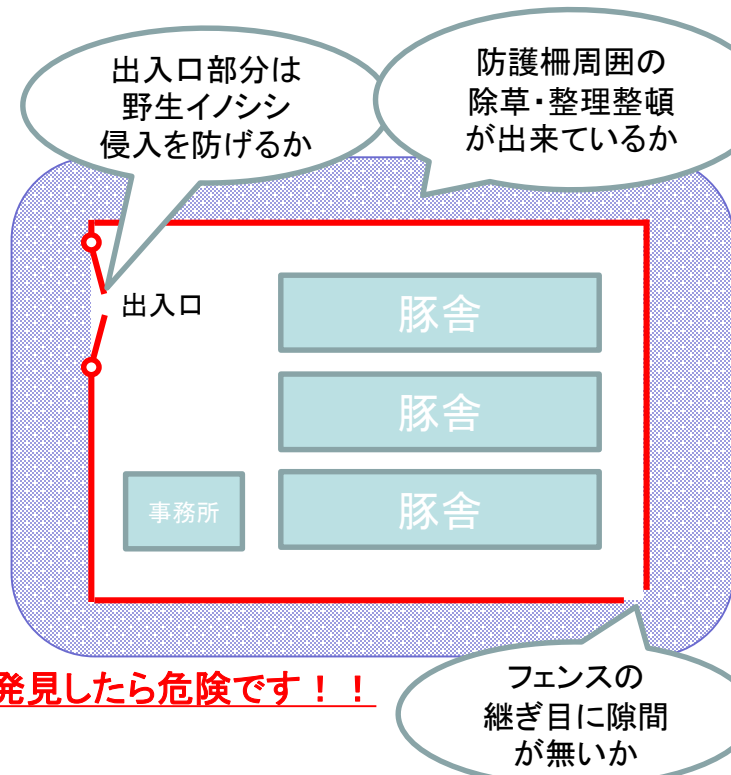 出入口部分は
野生イノシシ
侵入を防げるか
防護柵周囲の
除草・整理整頓
が出来ているか
出入口
豚舎
豚舎
豚舎
事務所
発見したら危険です！！
フェンスの
継ぎ目に隙間
が無いか